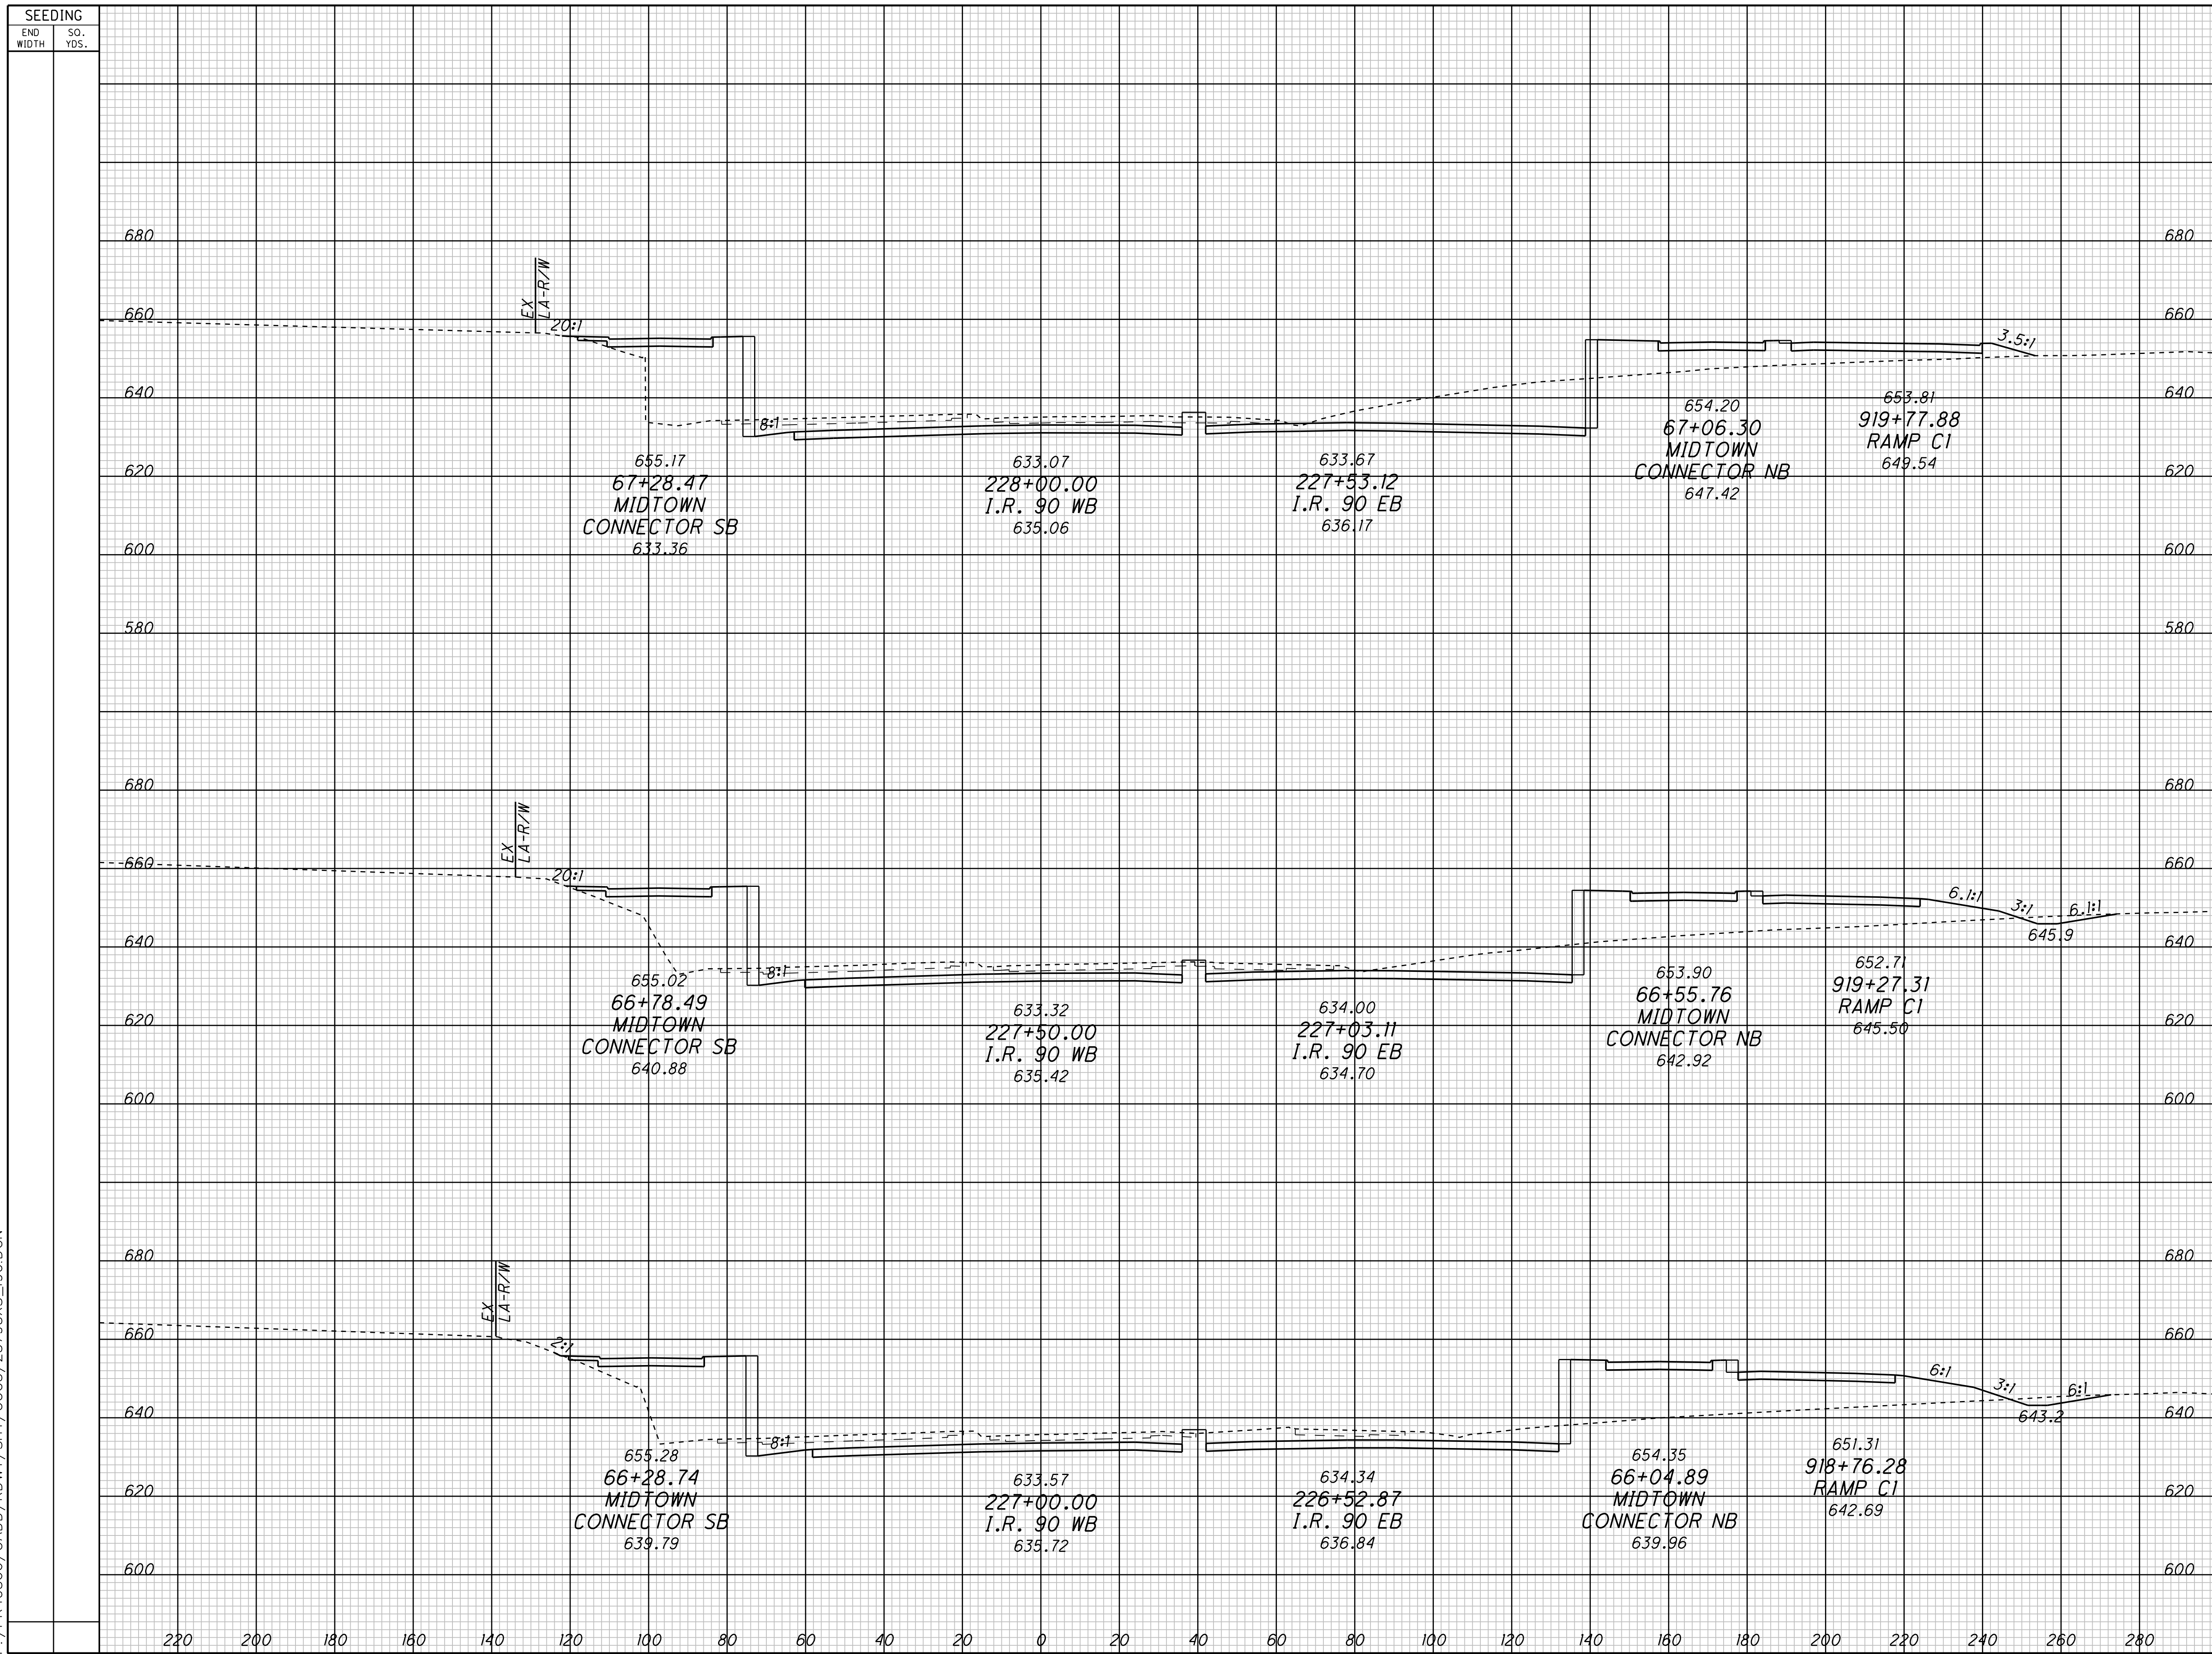 SEEDING
END WIDTH
SQ. YDS.
680
680
EX
LA-R/W
660
20:1
3.5:1
660
640
8:1
640
655.17
67+28.47
MIDTOWN
CONNECTOR SB
633.36
633.07
228+00.00
I.R. 90 WB
635.06
633.67
227+53.12
I.R. 90 EB
636.17
654.20
67+06.30
MIDTOWN
CONNECTOR NB
647.42
653.81
919+77.88
RAMP C1
649.54
620
620
600
600
580
580
680
680
EX
LA-R/W
660
20:1
6.1:1
3:1
6.1:1
660
645.9
640
8:1
640
655.02
66+78.49
MIDTOWN
CONNECTOR SB
640.88
633.32
227+50.00
I.R. 90 WB
635.42
634.00
227+03.11
I.R. 90 EB
634.70
653.90
66+55.76
MIDTOWN
CONNECTOR NB
642.92
652.71
919+27.31
RAMP C1
645.50
620
620
600
600
680
680
EX
LA-R/W
660
2:1
6:1
3:1
6:1
660
643.2
640
8:1
640
655.28
66+28.74
MIDTOWN
CONNECTOR SB
639.79
633.57
227+00.00
I.R. 90 WB
635.72
634.34
226+52.87
I.R. 90 EB
636.84
654.35
66+04.89
MIDTOWN
CONNECTOR NB
639.96
651.31
918+76.28
RAMP C1
642.69
620
620
600
600
220 200 180 160 140 120 100 80 60 40 20 0 20 40 60 80 100 120 140 160 180 200 220 240 260 280